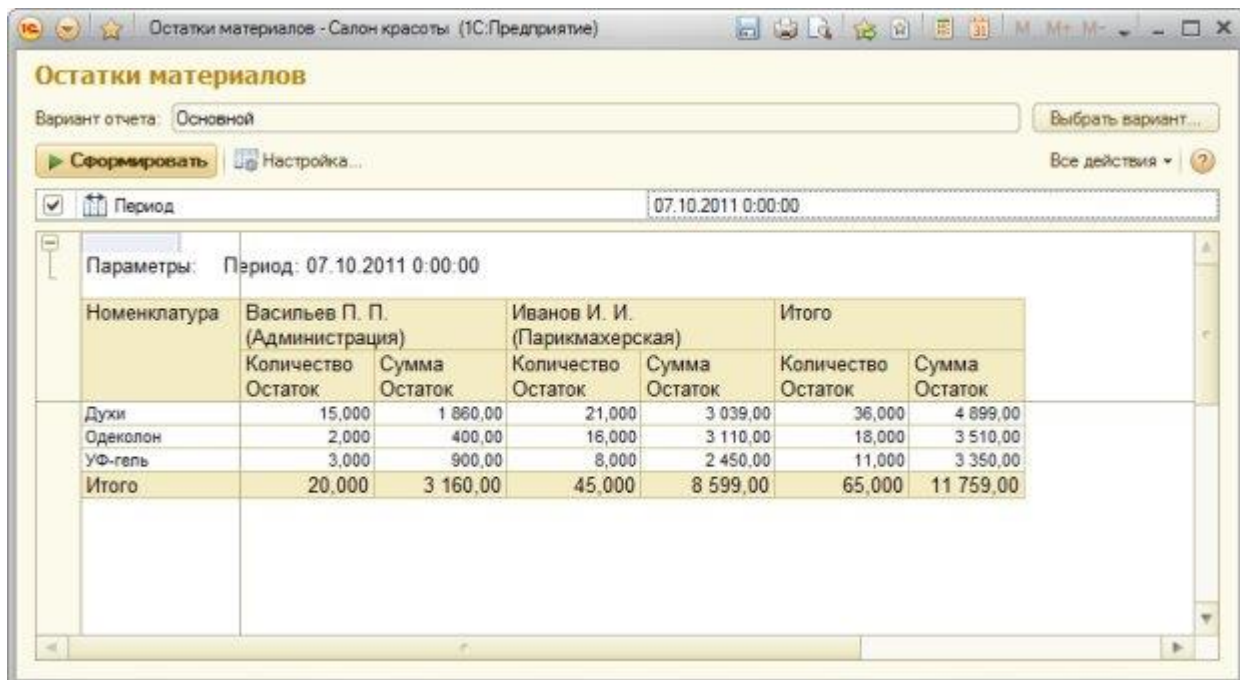 Остатки материалов - Салон красоты (1С:Предприятие) M M+ M-
Остатки материалов
Вариант отчета: Основной Выбрать вариант...
Сформировать Настройка... Все действия
Период 07.10.2011 0:00:00
Параметры: Период: 07.10.2011 0:00:00
Номенклатура Васильев П. П. Иванов И. И. Итого
(Администрация) (Парикмахерская)
Количество Сумма Количество Сумма Количество Сумма
Остаток Остаток Остаток Остаток Остаток Остаток
Духи 15,000 1 860,00 21,000 3 039,00 36,000 4 899,00
Одеколон 2,000 400,00 16,000 3 110,00 18,000 3 510,00
УФ-гель 3,000 900,00 8,000 2 450,00 11,000 3 350,00
Итого 20,000 3 160,00 45,000 8 599,00 65,000 11 759,00